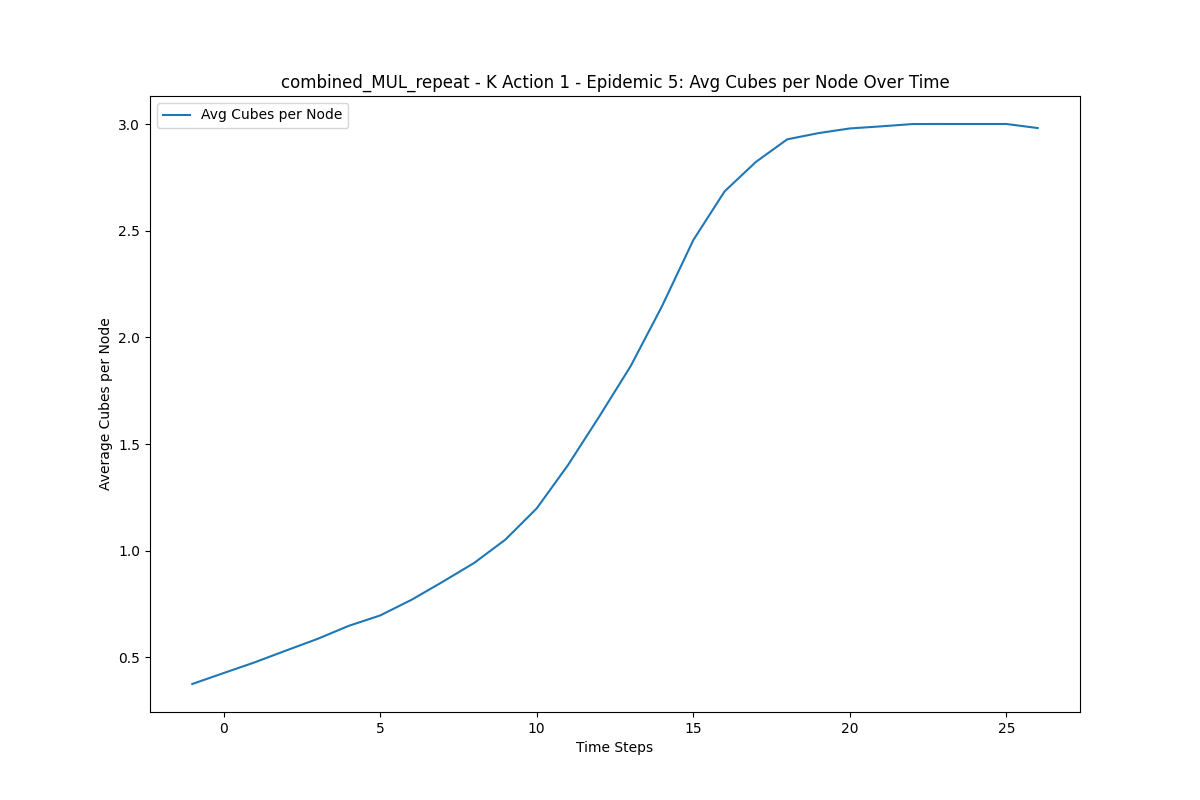 combined_MUL_repeat - K Action 1 - Epidemic 5: Avg Cubes per Node Over Time
Avg Cubes per Node
3.0
2.5
2.0
1.5
1.0
0.5
Average Cubes per Node
0 5 10 15 20 25
Time Steps